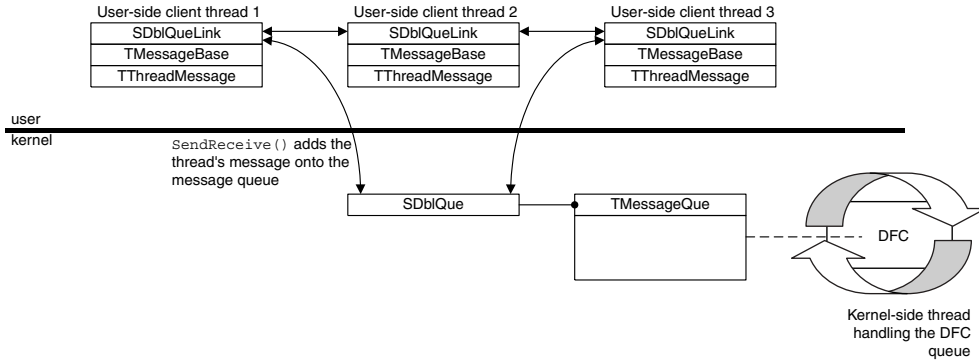 User-side client thread 1
User-side client thread 2
User-side client thread 3
SDblQueLink
SDblQueLink
SDblQueLink
TMessageBase
TMessageBase
TMessageBase
TThreadMessage
TThreadMessage
TThreadMessage
user
kernel
SendReceive() adds the
thread's message onto the
message queue
SDblQue
TMessageQue
DFC
Kernel-side thread
handling the DFC
queue